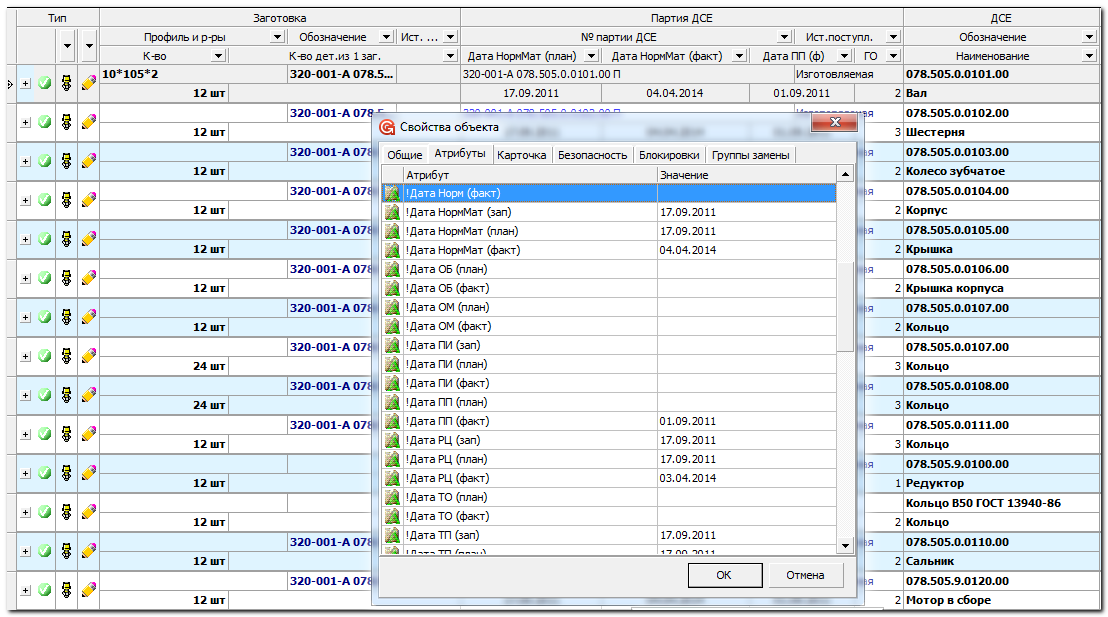 Тип Заготовка Партия ДСЕ ДСЕ
Профиль и р-ры Обозначение Ист. ... № партии ДСЕ Ист.поступл. Обозначение
К-во К-во дет.из 1 заг. Дата НормМат (план) Дата НормМат (факт) Дата ПП (ф) ГО Наименование
10*105*2 320-001-А 078.5... 320-001-А 078.505.0.0101.00 П Изготовляемая 078.505.0.0101.00
12 шт 17.09.2011 04.04.2014 01.09.2011 2 Вал
078.505.0.0102.00
12 шт 3 Шестерня
320-001-А 078 ая 078.505.0.0103.00
12 шт 2 Колесо зубчатое
320-001-А 078 ая 078.505.0.0104.00
12 шт 2 Корпус
320-001-А 078 ая 078.505.0.0105.00
12 шт 2 Крышка
320-001-А 078 ая 078.505.0.0106.00
12 шт 2 Крышка корпуса
320-001-А 078 ая 078.505.0.0107.00
12 шт 2 Кольцо
320-001-А 078 ая 078.505.0.0107.00
24 шт 3 Кольцо
320-001-А 078 ая 078.505.0.0108.00
24 шт 3 Кольцо
320-001-А 078 ая 078.505.0.0111.00
12 шт 3 Кольцо
ая 078.505.9.0100.00
12 шт 1 Редуктор
Кольцо В50 ГОСТ 13940-86
12 шт 2 Кольцо
320-001-А 078 ая 078.505.0.0110.00
12 шт 2 Сальник
320-001-А 078 ая 078.505.9.0120.00
12 шт 2 Мотор в сборе
Свойства объекта
Общие Атрибуты Карточка Безопасность Блокировки Группы замены
Атрибут Значение
!Дата Норм (факт)
!Дата НормМат (зап) 17.09.2011
!Дата НормМат (план) 17.09.2011
!Дата НормМат (факт) 04.04.2014
!Дата ОБ (план)
!Дата ОБ (факт)
!Дата ОМ (план)
!Дата ОМ (факт)
!Дата ПИ (зап)
!Дата ПИ (план)
!Дата ПИ (факт)
!Дата ПП (план)
!Дата ПП (факт) 01.09.2011
!Дата РЦ (зап) 17.09.2011
!Дата РЦ (план) 17.09.2011
!Дата РЦ (факт) 03.04.2014
!Дата ТО (план)
!Дата ТО (факт)
!Дата ТП (зап) 17.09.2011
!Дата ТП (план) 17.09.2011
ОК Отмена